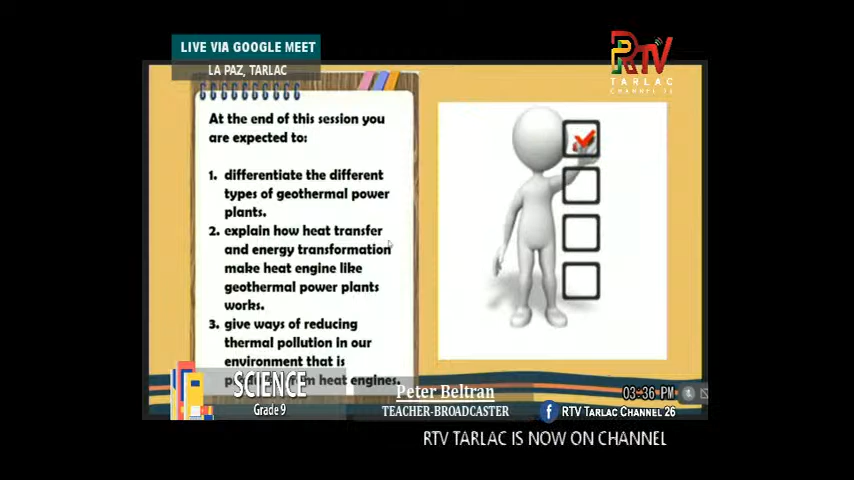 LIVE VIA GOOGLE MEET
LA PAZ, TARLAC
RTV
TARLAC
CHANNEL 26
At the end of this session you
are expected to:
1. differentiate the different
types of geothermal power
plants.
2. explain how heat transfer
and energy transformation
make heat engine like
geothermal power plants
works.
3. give ways of reducing
thermal pollution in our
environment that is
heat engines.
SCIENCE
Grade 9
Peter Beltran
TEACHER-BROADCASTER
03:36 PM
RTV TARLAC CHANNEL 26
RTV TARLAC IS NOW ON CHANNEL